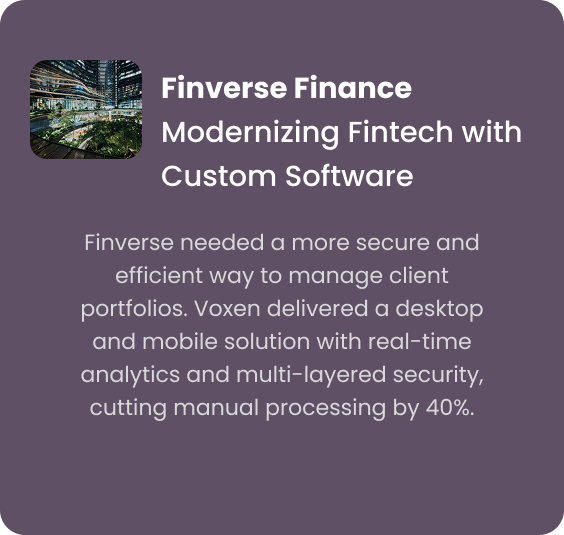 Finverse Finance
Modernizing Fintech with
Custom Software
Finverse needed a more secure and
efficient way to manage client
portfolios. Voxen delivered a desktop
and mobile solution with real-time
analytics and multi-layered security,
cutting manual processing by 40%.